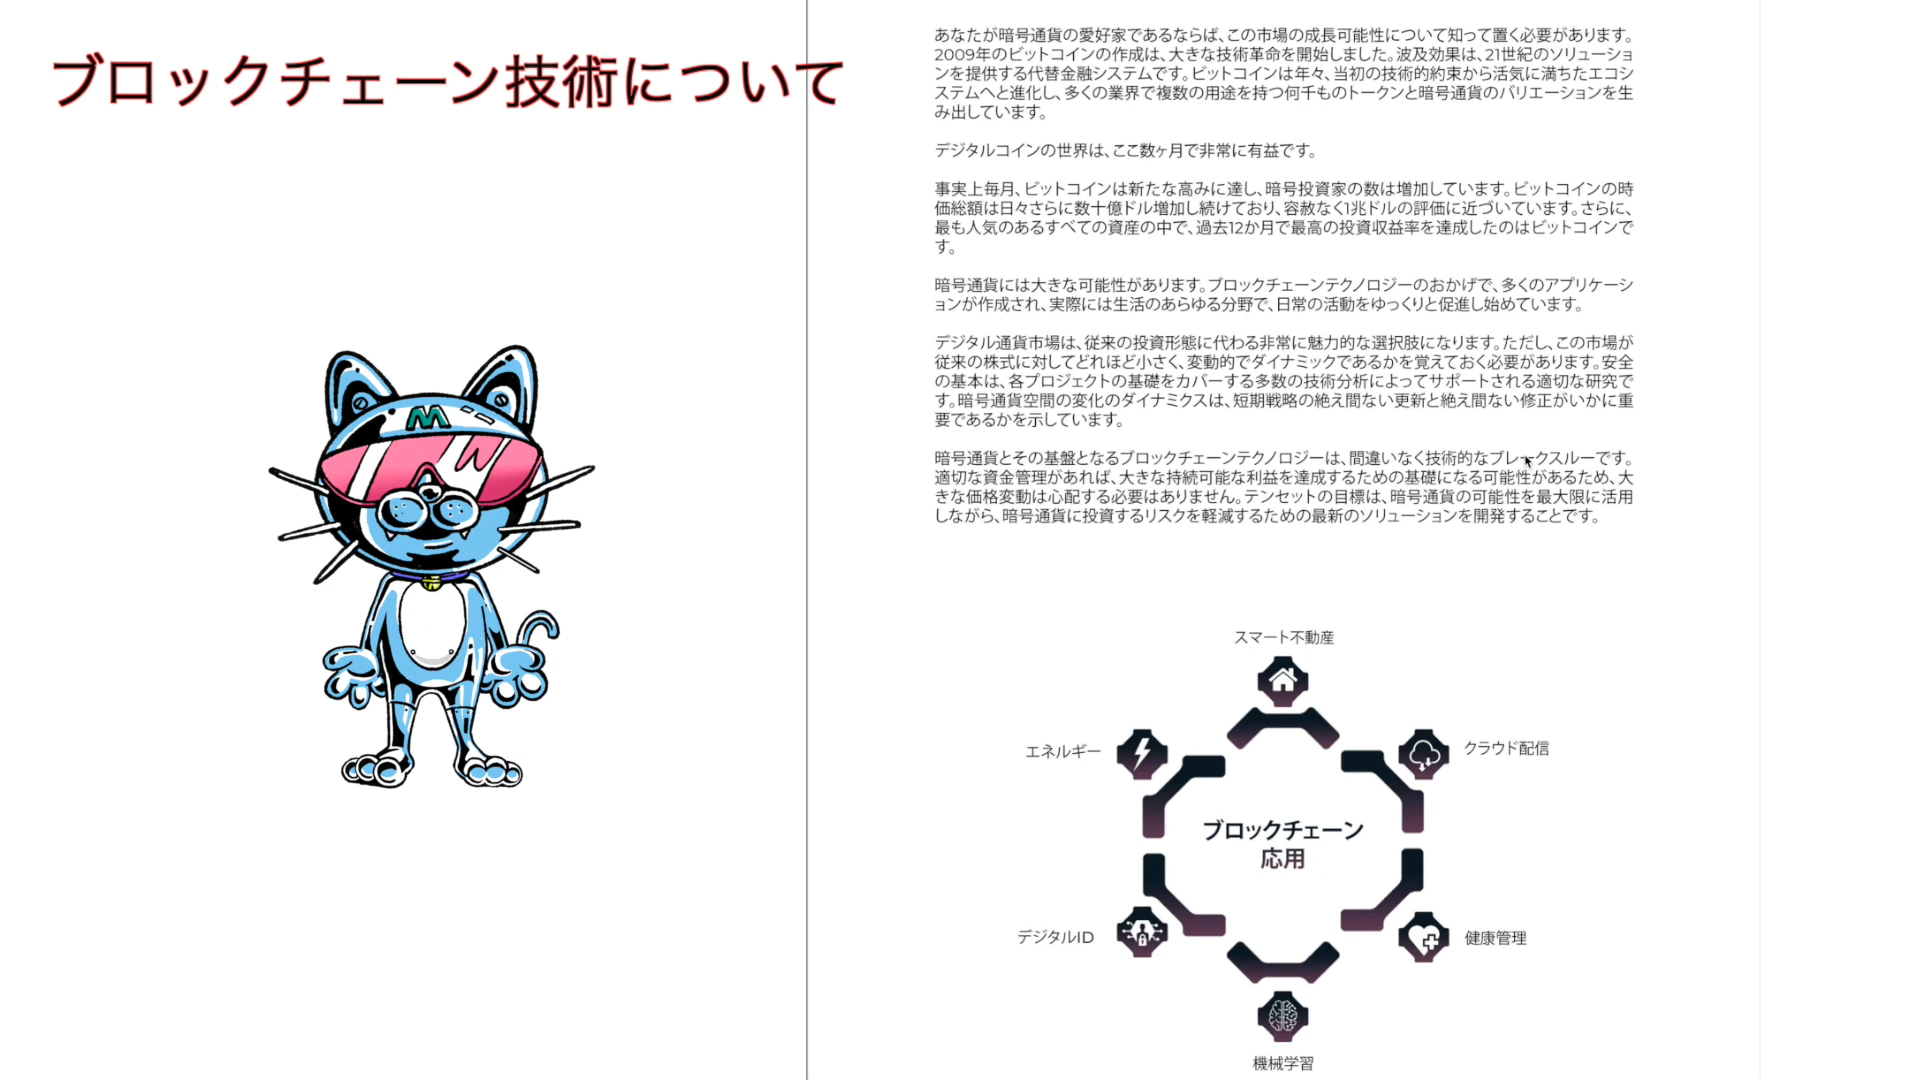 ブロックチェーン技術について
あなたが暗号通貨の愛好家であるならば、この市場の成長可能性について知って置く必要があります。
2009年のビットコインの作成は、大きな技術革命を開始しました。波及効果は、21世紀のソリューショ
ンを提供する代替金融システムです。ビットコインは年々、当初の技術的約束から活気に満ちたエコシ
ステムへと進化し、多くの業界で複数の用途を持つ何千ものトークンと暗号通貨のバリエーションを生
み出しています。
デジタルコインの世界は、ここ数ヶ月で非常に有益です。
事実上毎月、ビットコインは新たな高みに達し、暗号投資家の数は増加しています。ビットコインの時
価総額は日々さらに数十億ドル増加し続けており、容赦なく1兆ドルの評価に近づいています。さらに、
最も人気のあるすべての資産の中で、過去12か月で最高の投資収益率を達成したのはビットコインで
す。
暗号通貨には大きな可能性があります。ブロックチェーンテクノロジーのおかげで、多くのアプリケーシ
ョンが作成され、実際には生活のあらゆる分野で、日常の活動をゆっくりと促進し始めています。
デジタル通貨市場は、従来の投資形態に代わる非常に魅力的な選択肢になります。ただし、この市場が
従来の株式に対してどれほど小さく、変動的でダイナミックであるかを覚えておく必要があります。安全
の基本は、各プロジェクトの基礎をカバーする多数の技術分析によってサポートされる適切な研究で
す。暗号通貨空間の変化のダイナミクスは、短期戦略の絶え間ない更新と絶え間ない修正がいかに重
要であるかを示しています。
暗号通貨とその基盤となるブロックチェーンテクノロジーは、間違いなく技術的なブレークスルーです。
適切な資金管理があれば、大きな持続可能な利益を達成するための基礎になる可能性があるため、大
きな価格変動は心配する必要はありません。テンセットの目標は、暗号通貨の可能性を最大限に活用
しながら、暗号通貨に投資するリスクを軽減するための最新のソリューションを開発することです。
M
スマート不動産
エネルギー
クラウド配信
ブロックチェーン
応用
デジタルID
健康管理
機械学習